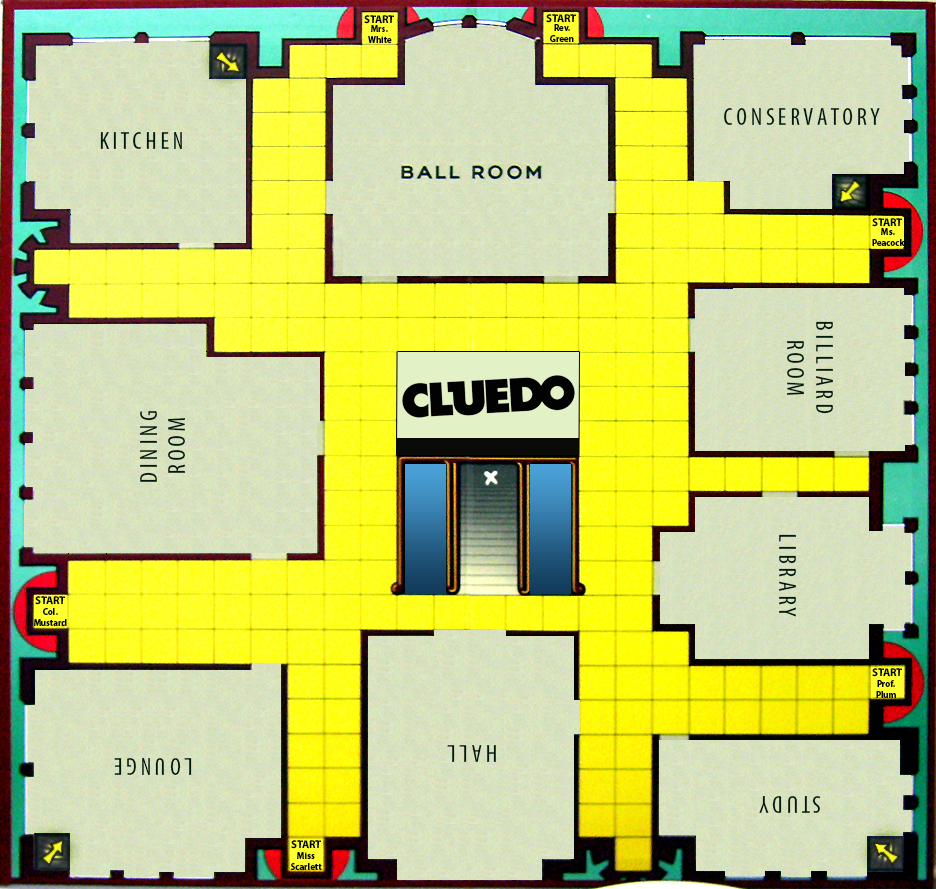 START
Mrs.
White
START
Rev.
Green
KITCHEN
BALL ROOM
CONSERVATORY
START
Ms.
Peacock
BILLIARD
ROOM
CLUEDO
DINING
ROOM
X
LIBRARY
START
Col.
Mustard
START
Prof.
Plum
LOUNGE
HALL
STUDY
START
Miss
Scarlett